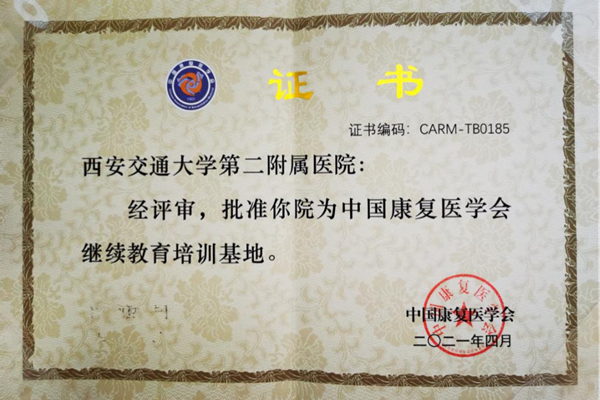 证书
证书编码：CARM-TB0185
西安交通大学第二附属医院：
经评审，批准你院为中国康复医学会
继续教育培训基地。
中国康复医学会
二〇二一年四月